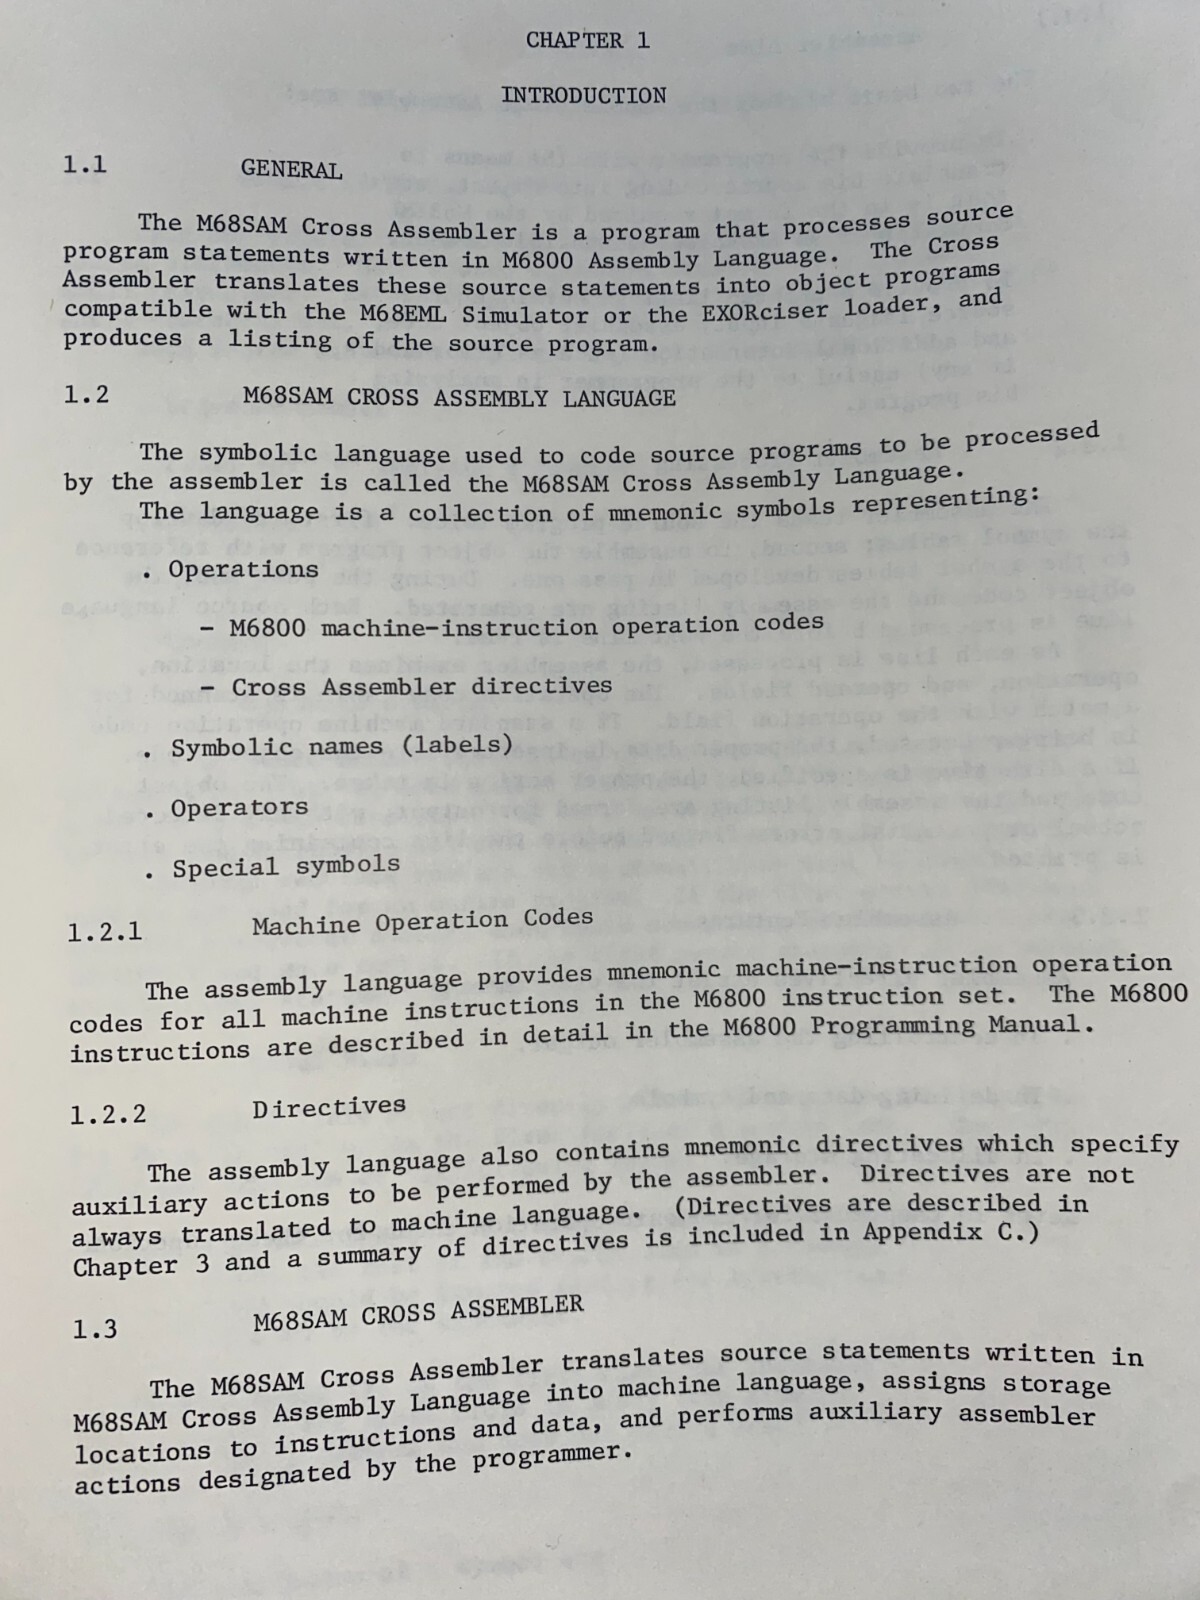 CHAPTER 1
INTRODUCTION
1.1 GENERAL
The M68SAM Cross Assembler is a program that processes source
program statements written in M6800 Assembly Language. The Cross
Assembler translates these source statements into object programs
compatible with the M68EML Simulator or the EXORciser loader, and
produces a listing of the source program.
1.2 M68SAM CROSS ASSEMBLY LANGUAGE
The symbolic language used to code source programs to be processed
by the assembler is called the M68SAM Cross Assembly Language.
The language is a collection of mnemonic symbols representing:
. Operations
- M6800 machine-instruction operation codes
- Cross Assembler directives
. Symbolic names (labels)
. Operators
. Special symbols
1.2.1 Machine Operation Codes
The assembly language provides mnemonic machine-instruction operation
codes for all machine instructions in the M6800 instruction set. The M6800
instructions are described in detail in the M6800 Programming Manual.
1.2.2 Directives
The assembly language also contains mnemonic directives which specify
auxiliary actions to be performed by the assembler. Directives are not
always translated to machine language. (Directives are described in
Chapter 3 and a summary of directives is included in Appendix C.)
1.3 M68SAM CROSS ASSEMBLER
The M68SAM Cross Assembler translates source statements written in
M68SAM Cross Assembly Language into machine language, assigns storage
locations to instructions and data, and performs auxiliary assembler
actions designated by the programmer.